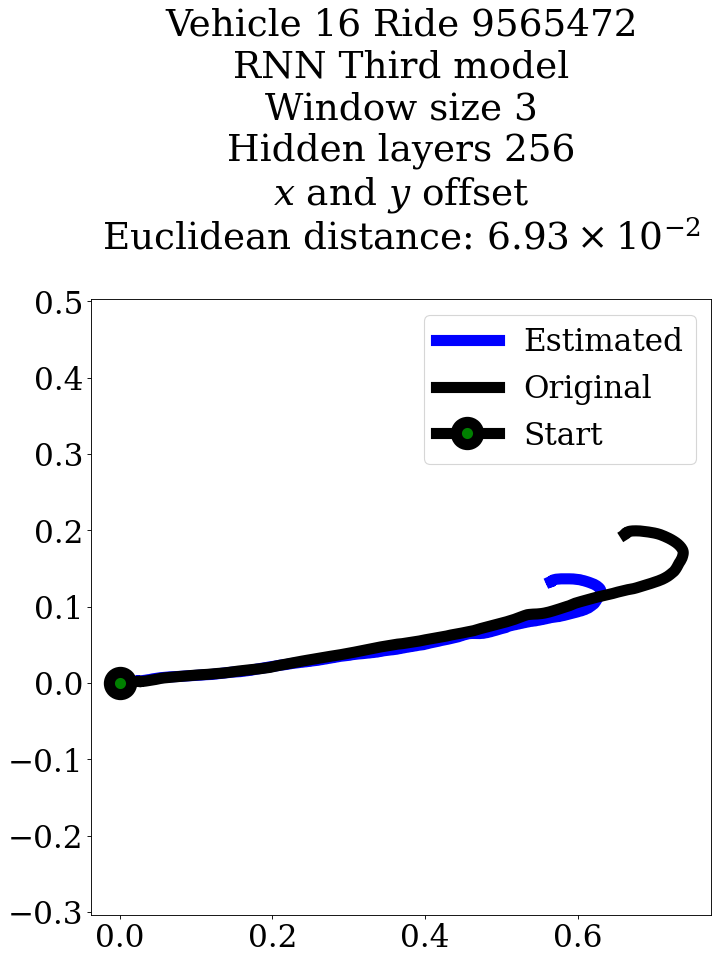 Vehicle 16 Ride 9565472
RNN Third model
Window size 3
Hidden layers 256
x and y offset
Euclidean distance: 6.93 × 10⁻²
0.5
Estimated
0.4
Original
0.3
Start
0.2
0.1
0.0
−0.1
−0.2
−0.3
0.0 0.2 0.4 0.6